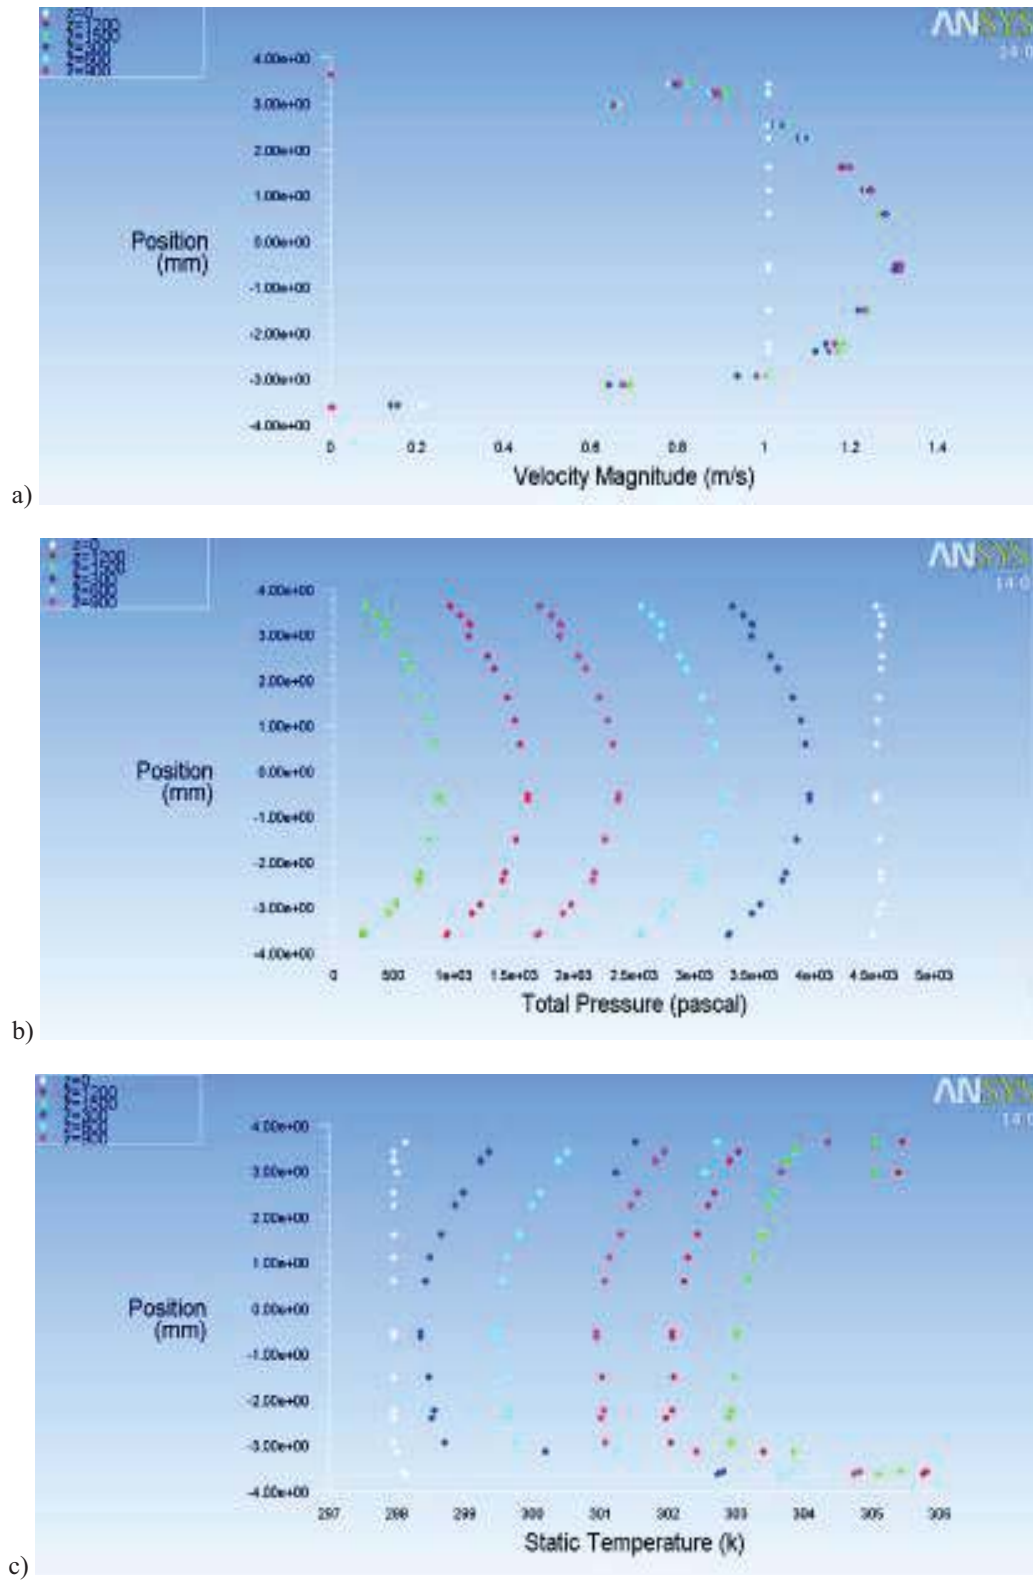 ANSYS
14.0
4.00e+00
3.00e+00
2.00e+00
1.00e+00
0.00e+00
-1.00e+00
-2.00e+00
-3.00e+00
-4.00e+00
Position
(mm)
0 0.2 0.4 0.6 0.8 1 1.2 1.4
Velocity Magnitude (m/s)
a)
ANSYS
14.0
4.00e+00
3.00e+00
2.00e+00
1.00e+00
0.00e+00
-1.00e+00
-2.00e+00
-3.00e+00
-4.00e+00
Position
(mm)
0 500 1e+03 1.5e+03 2e+03 2.5e+03 3e+03 3.5e+03 4e+03 4.5e+03 5e+03
Total Pressure (pascal)
b)
ANSYS
14.0
4.00e+00
3.00e+00
2.00e+00
1.00e+00
0.00e+00
-1.00e+00
-2.00e+00
-3.00e+00
-4.00e+00
Position
(mm)
297 298 299 300 301 302 303 304 305 306
Static Temperature (k)
c)